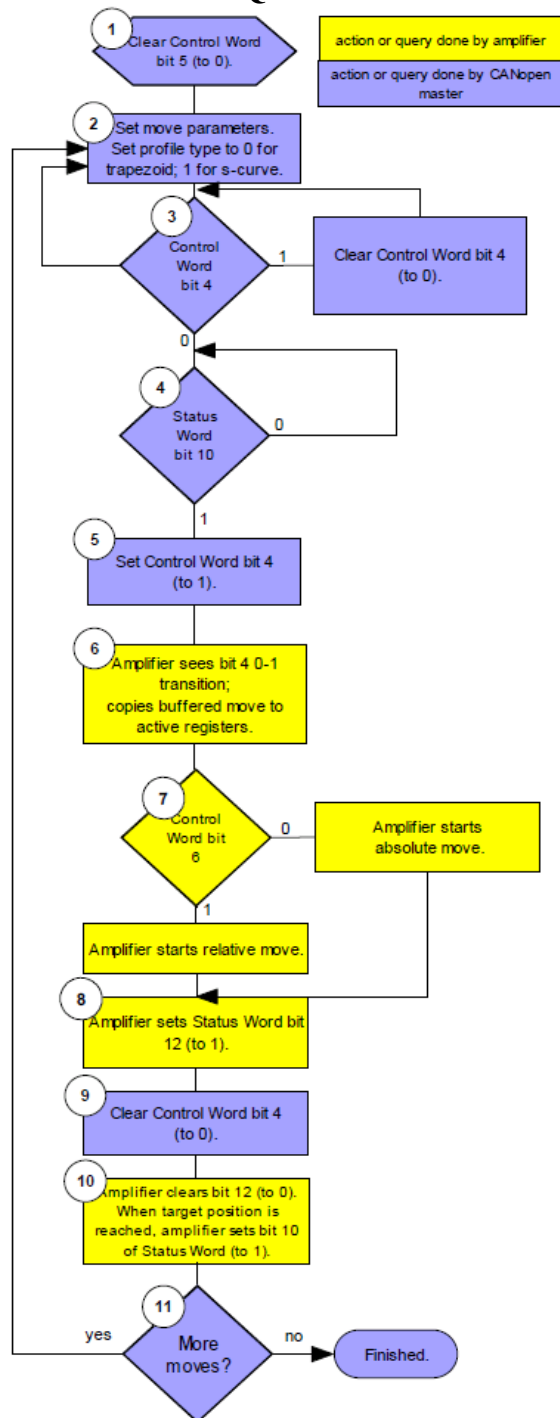 1
Clear Control Word
bit 5 (to 0).
action or query done by amplifier
action or query done by CANopen
master
2
Set move parameters.
Set profile type to 0 for
trapezoid; 1 for s-curve.
3
Control
Word
bit 4
1
Clear Control Word bit 4
(to 0).
0
4
Status
Word
bit 10
0
1
5
Set Control Word bit 4
(to 1).
6
Amplifier sees bit 4 0-1
transition;
copies buffered move to
active registers.
7
Control
Word bit
6
0
Amplifier starts
absolute move.
1
Amplifier starts relative move.
8
Amplifier sets Status Word bit
12 (to 1).
9
Clear Control Word bit 4
(to 0).
10
Amplifier clears bit 12 (to 0).
When target position is
reached, amplifier sets bit 10
of Status Word (to 1).
11
yes
More
moves?
no
Finished.